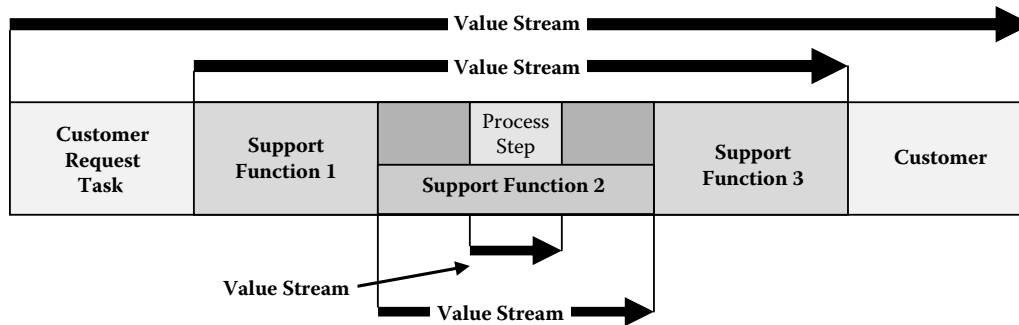 Value Stream
Value Stream
Customer
Request
Task
Support
Function 1
Process
Step
Support Function 2
Support
Function 3
Customer
Value Stream
Value Stream